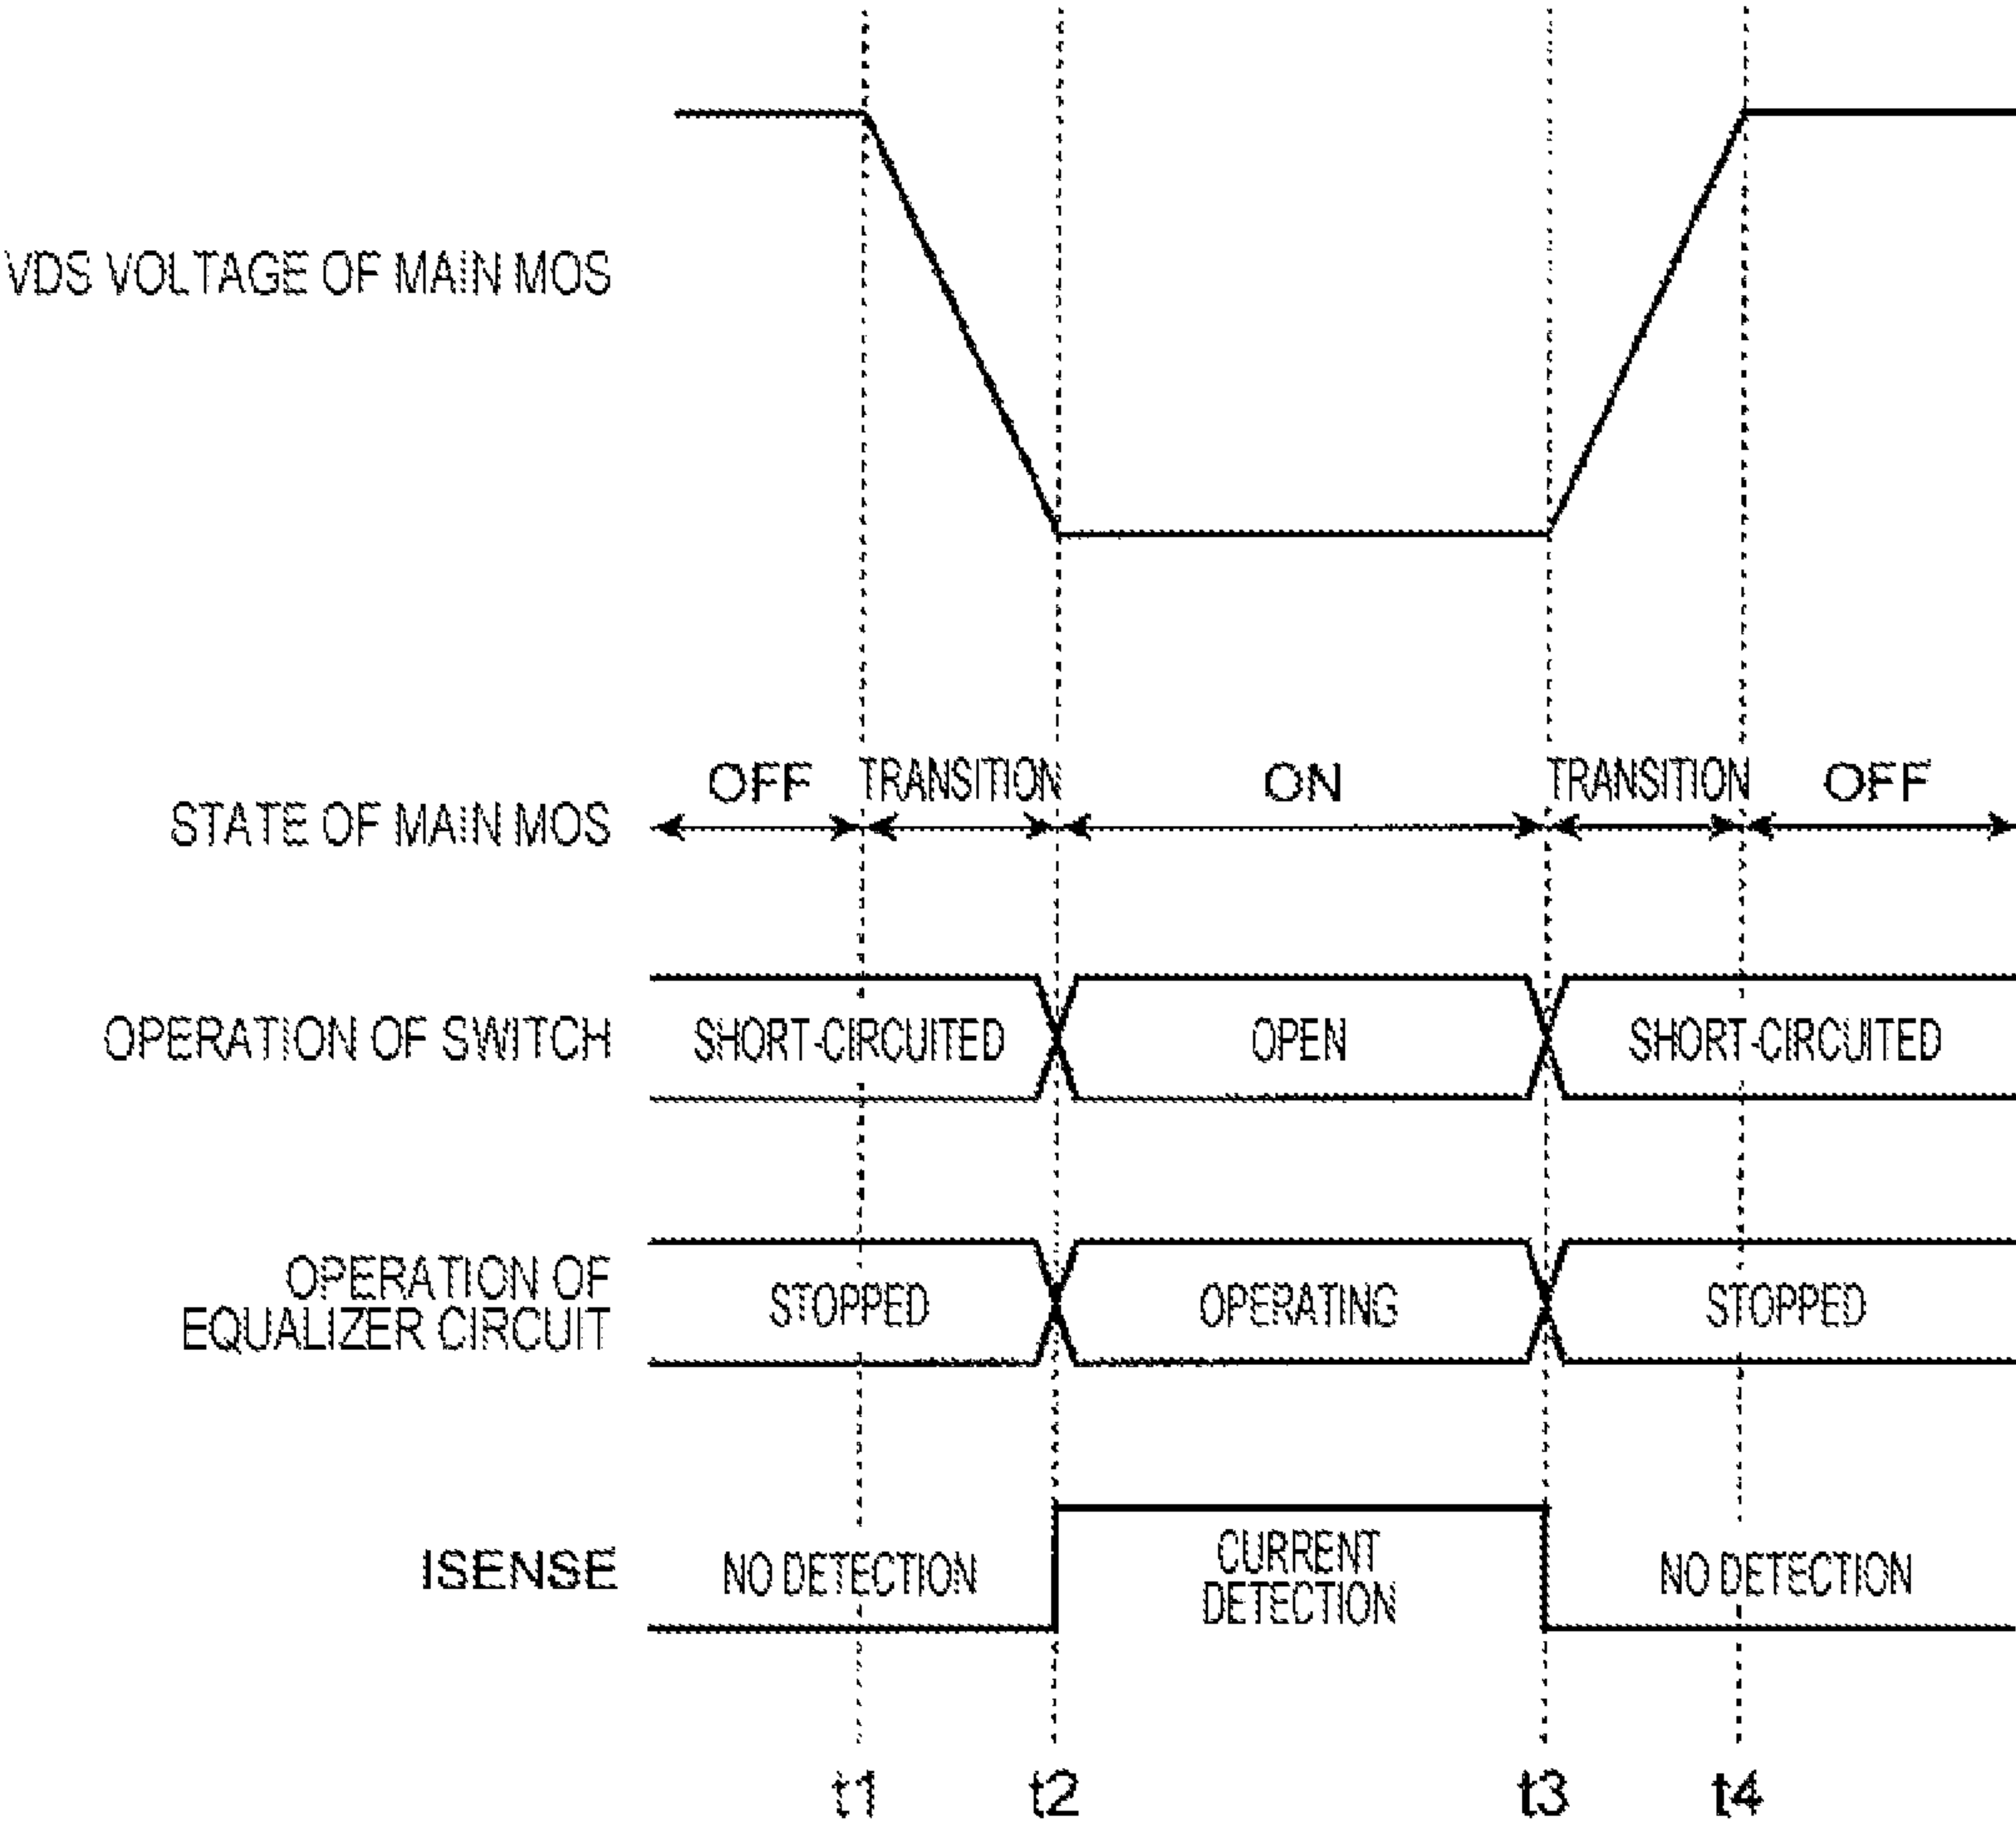 VDS VOLTAGE OF MAIN MOS
STATE OF MAIN MOS
OFF TRANSITION ON TRANSITION OFF
OPERATION OF SWITCH
SHORT-CIRCUITED OPEN SHORT-CIRCUITED
OPERATION OF
EQUALIZER CIRCUIT
STOPPED OPERATING STOPPED
ISENSE
NO DETECTION
CURRENT
DETECTION
NO DETECTION
t1 t2 t3 t4